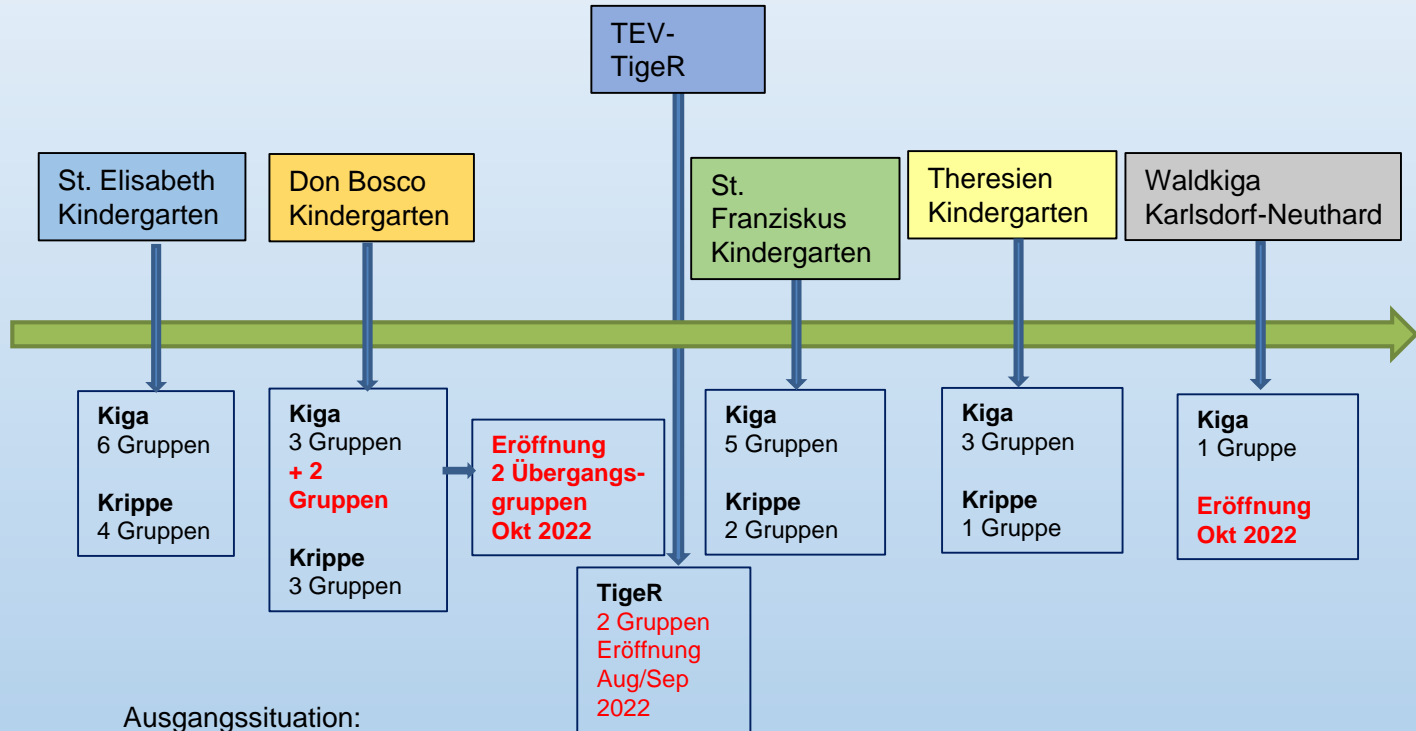 TEV-
TigeR
St. Elisabeth
Kindergarten
Don Bosco
Kindergarten
St.
Franziskus
Kindergarten
Theresien
Kindergarten
Waldkiga
Karlsdorf-Neuthard
Kiga
6 Gruppen
Krippe
4 Gruppen
Kiga
3 Gruppen
+ 2
Gruppen
Krippe
3 Gruppen
Eröffnung
2 Übergangs-
gruppen
Okt 2022
TigeR
2 Gruppen
Eröffnung
Aug/Sep
2022
Kiga
5 Gruppen
Krippe
2 Gruppen
Kiga
3 Gruppen
Krippe
1 Gruppe
Kiga
1 Gruppe
Eröffnung
Okt 2022
Ausgangssituation: